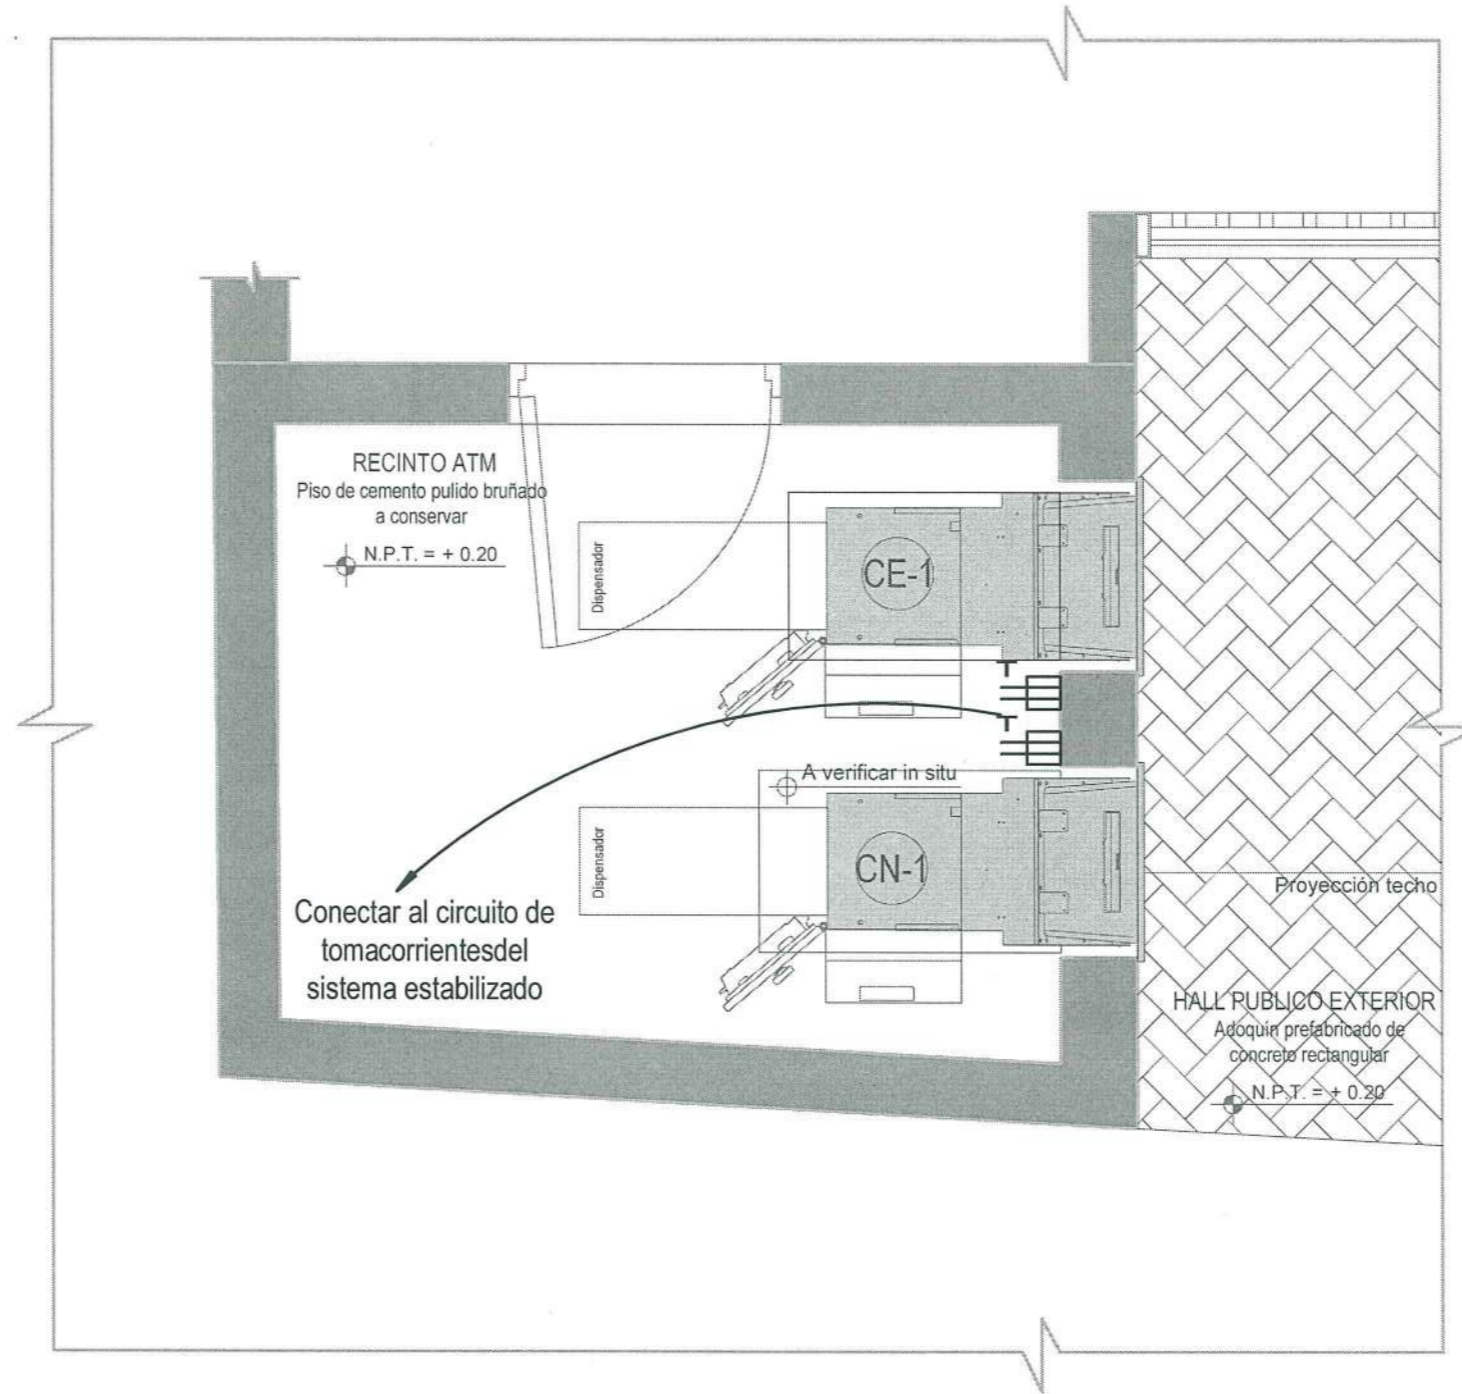 RECINTO ATM
Piso de cemento pulido bruñado
a conservar
N.P.T. = + 0.20
Dispensador
CE-1
A verificar in situ
Dispensador
CN-1
Conectar al circuito de
tomacorrientesdel
sistema estabilizado
Proyección techo
HALL PUBLICO EXTERIOR
Adoquin prefabricado de
concreto rectangular
N.P.T. = + 0.20